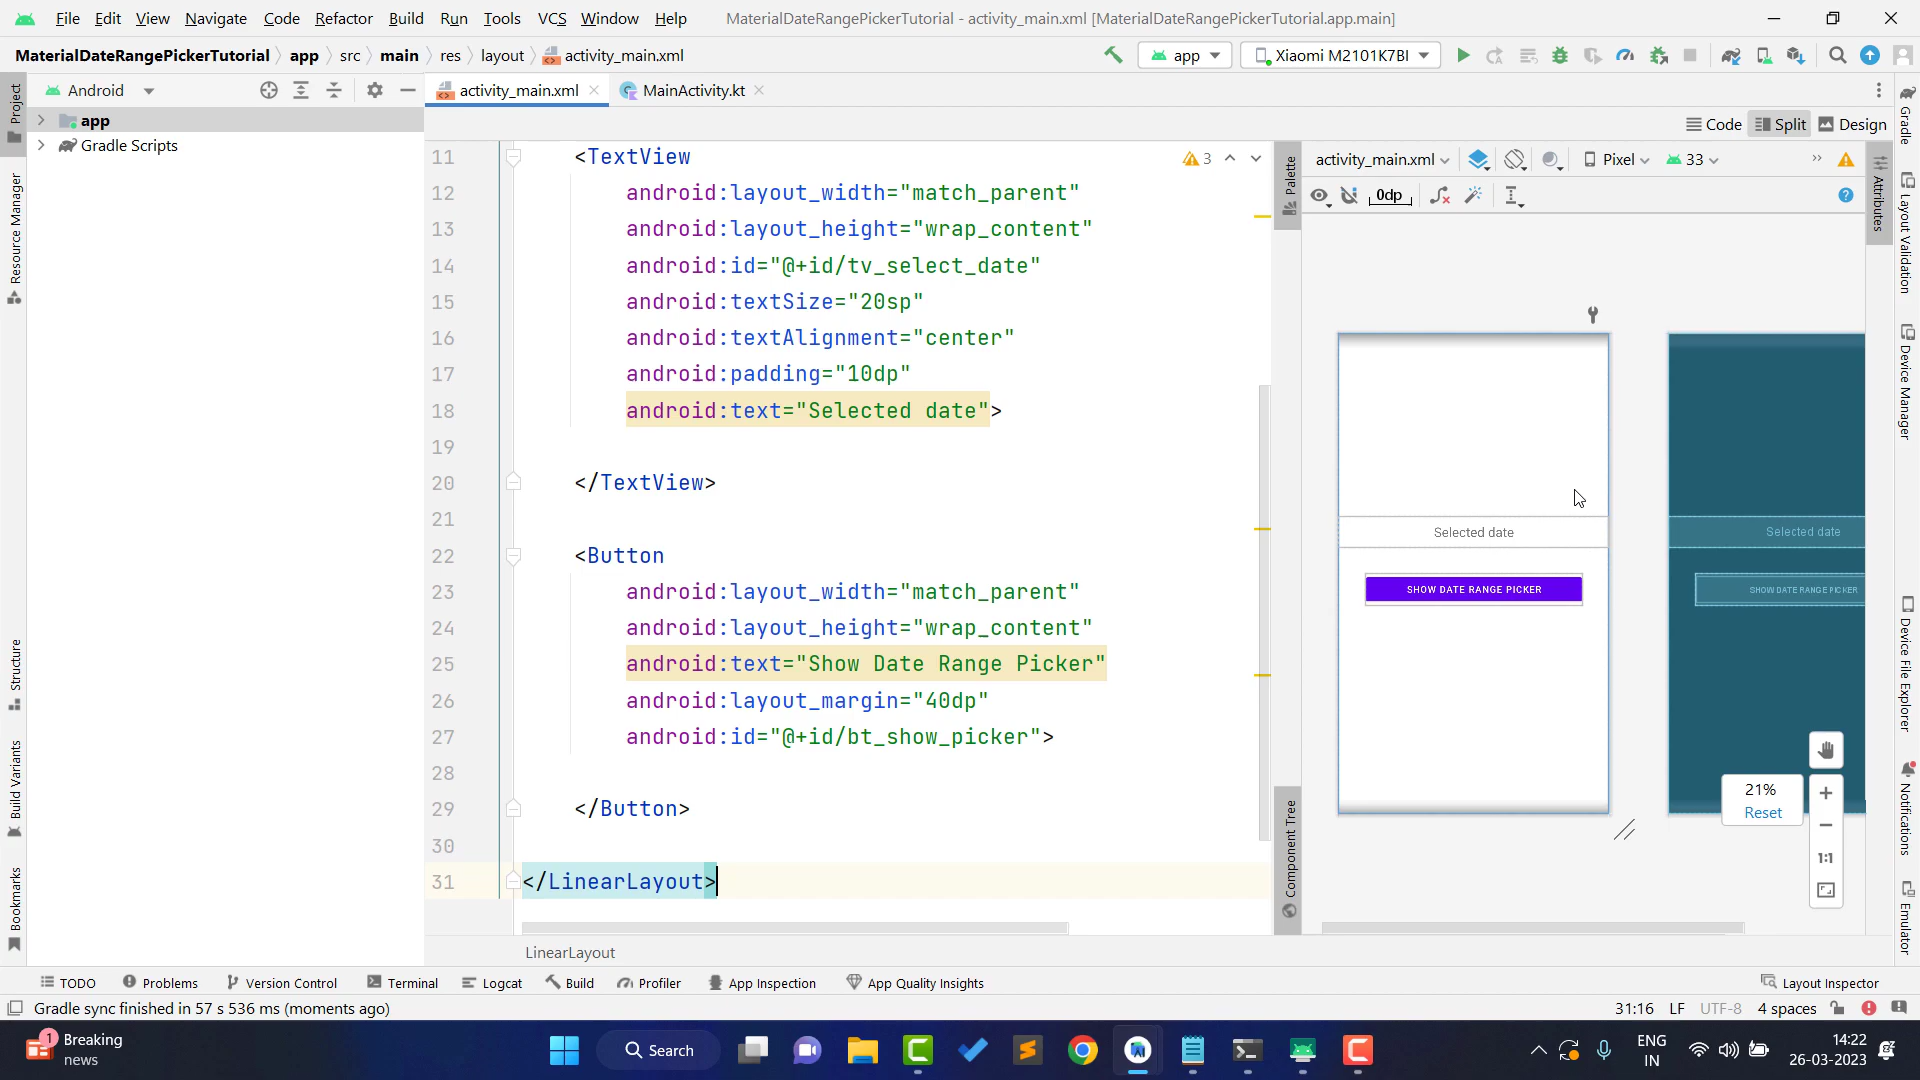 File Edit View Navigate Code Refactor Build Run Tools VCS Window Help MaterialDateRangePickerTutorial - activity_main.xml [MaterialDateRangePickerTutorial.app.main]
MaterialDateRangePickerTutorial app src main res layout activity_main.xml app Xiaomi M2101K7BI
Android activity_main.xml MainActivity.kt
app
Gradle Scripts
Code Split Design
activity_main.xml Pixel 33
0dp
3
11 <TextView
12 android:layout_width="match_parent"
13 android:layout_height="wrap_content"
14 android:id="@+id/tv_select_date"
15 android:textSize="20sp"
16 android:textAlignment="center"
17 android:padding="10dp"
18 android:text="Selected date">
19
20 </TextView>
21
22 <Button
23 android:layout_width="match_parent"
24 android:layout_height="wrap_content"
25 android:text="Show Date Range Picker"
26 android:layout_margin="40dp"
27 android:id="@+id/bt_show_picker">
28
29 </Button>
30
31 </LinearLayout>
LinearLayout
Selected date
SHOW DATE RANGE PICKER
Selected date
SHOW DATE RANGE PICKER
21%
Reset
1:1
Project
Resource Manager
Structure
Build Variants
Bookmarks
Palette
Component Tree
Attributes
Gradle
Layout Validation
Device Manager
Device File Explorer
Notifications
Emulator
TODO Problems Version Control Terminal Logcat Build Profiler App Inspection App Quality Insights Layout Inspector
Gradle sync finished in 57 s 536 ms (moments ago) 31:16 LF UTF-8 4 spaces
1 Breaking
news
Search
ENG
IN
14:22
26-03-2023